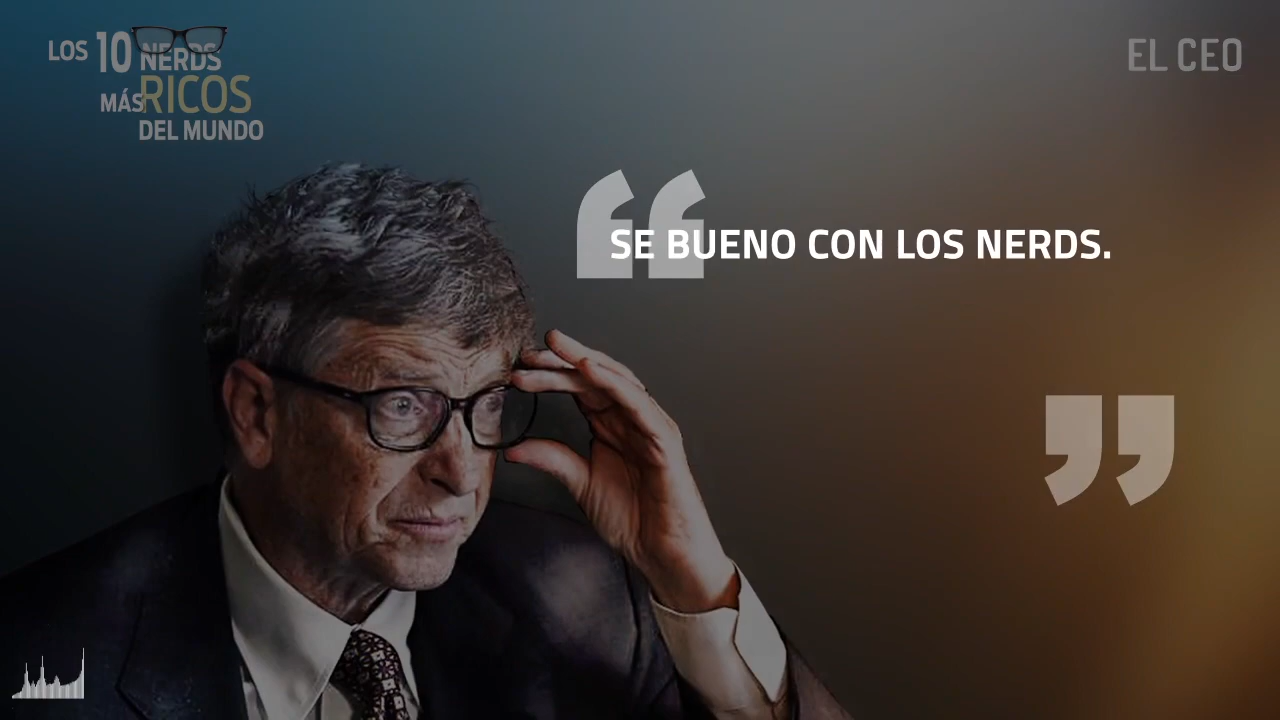 LOS 10 NERDS
MÁS RICOS
DEL MUNDO
EL CEO
“
SE BUENO CON LOS NERDS.
”